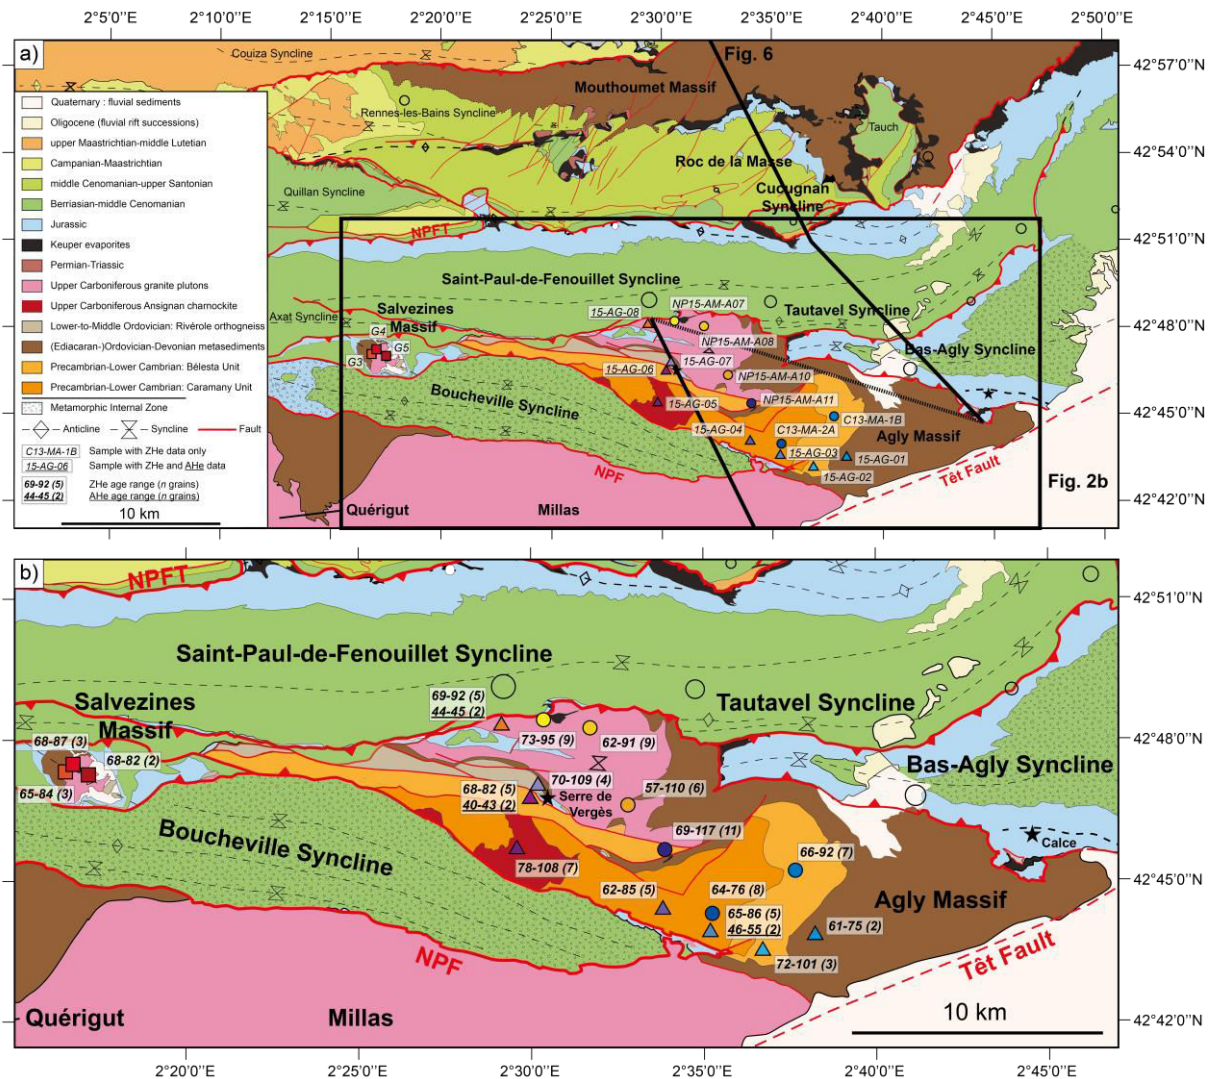 2°5'0"E 2°10'0"E 2°15'0"E 2°20'0"E 2°25'0"E 2°30'0"E 2°35'0"E 2°40'0"E 2°45'0"E 2°50'0"E
a)
Couiza Syncline
Fig. 6
42°57'0"N
Mouthoumet Massif
Quaternary : fluvial sediments
Oligocene (fluvial rift successions)
upper Maastrichtian-middle Lutetian
Campanian-Maastrichtian
middle Cenomanian-upper Santonian
Berriasian-middle Cenomanian
Jurassic
Keuper evaporites
Permian-Triassic
Upper Carboniferous granite plutons
Upper Carboniferous Ansignan charnockite
Lower-to-Middle Ordovician: Rivérole orthogneiss
(Ediacaran-)Ordovician-Devonian metasediments
Precambrian-Lower Cambrian: Bélesta Unit
Precambrian-Lower Cambrian: Caramany Unit
Metamorphic Internal Zone
Anticline Syncline Fault
C13-MA-1B Sample with ZHe data only
15-AG-06 Sample with ZHe and AHe data
69-92 (5) ZHe age range (n grains)
44-45 (2) AHe age range (n grains)
10 km
Rennes-les-Bains Syncline
Tauch
42°54'0"N
Roc de la Masse
Quillan Syncline
Cucugnan
Syncline
NPFT
42°51'0"N
Saint-Paul-de-Fenouillet Syncline
Salvezines
Massif
Axat Syncline
15-AG-08
NP15-AM-A07
Tautavel Syncline
42°48'0"N
G4
G5
G3
NP15-AM-A08
Bas-Agly Syncline
15-AG-07
15-AG-06
NP15-AM-A10
Boucheville Syncline
15-AG-05
NP15-AM-A11
C13-MA-1B
42°45'0"N
15-AG-04
C13-MA-2A
Agly Massif
15-AG-03
15-AG-01
15-AG-02
NPF
Têt Fault
Fig. 2b
42°42'0"N
Quérigut
Millas
b)
NPFT
42°51'0"N
Saint-Paul-de-Fenouillet Syncline
Salvezines
Massif
69-92 (5)
44-45 (2)
Tautavel Syncline
68-87 (3)
68-82 (2)
65-84 (3)
73-95 (9)
62-91 (9)
42°48'0"N
Bas-Agly Syncline
70-109 (4)
68-82 (5)
40-43 (2)
57-110 (6)
Serre de
Vergès
Boucheville Syncline
69-117 (11)
Calce
66-92 (7)
78-108 (7)
62-85 (5)
64-76 (8)
42°45'0"N
65-86 (5)
46-55 (2)
Agly Massif
61-75 (2)
72-101 (3)
NPF
Têt Fault
Quérigut
Millas
10 km
42°42'0"N
2°20'0"E 2°25'0"E 2°30'0"E 2°35'0"E 2°40'0"E 2°45'0"E